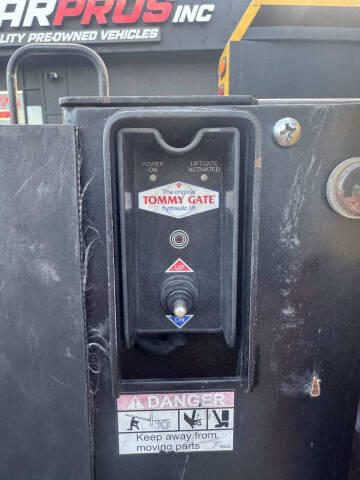 ARPROS INC
LITY PREOWNED VEHICLES
POWER ON
LIFTGATE ACTIVATED
The original
TOMMY GATE
hydraulic lift
UP
DN
DANGER
Keep away from
moving parts